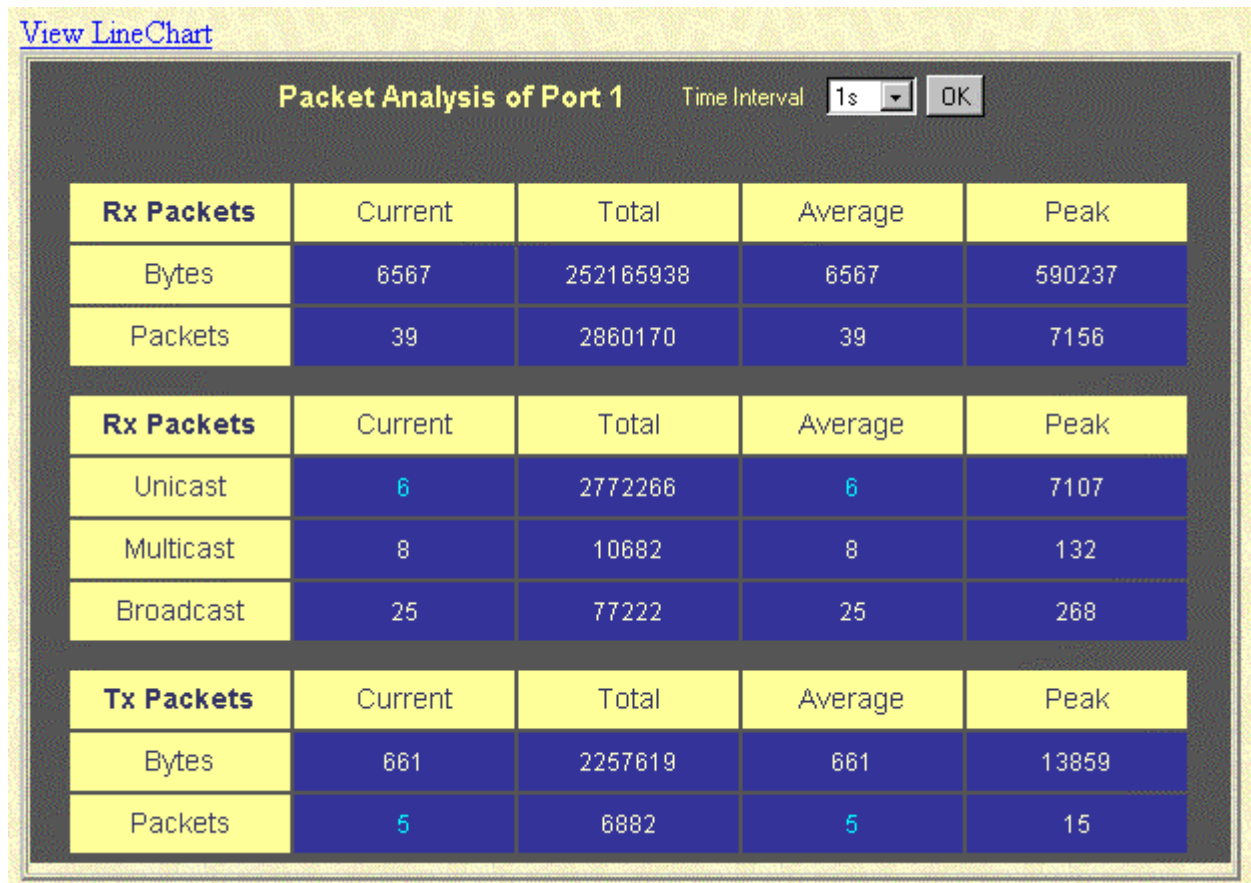 View LineChart
Packet Analysis of Port 1 Time Interval 1s OK
Rx Packets Current Total Average Peak
Bytes 6567 252165938 6567 590237
Packets 39 2860170 39 7156
Rx Packets Current Total Average Peak
Unicast 6 2772266 6 7107
Multicast 8 10682 8 132
Broadcast 25 77222 25 268
Tx Packets Current Total Average Peak
Bytes 661 2257619 661 13859
Packets 5 6882 5 15